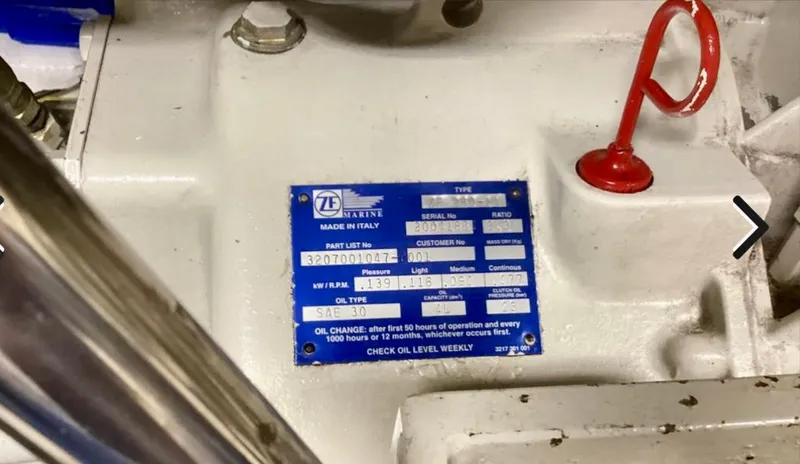 ZF
MARINE
MADE IN ITALY
TYPE
SERIAL No
RATIO
PART LIST No
CUSTOMER No
MASS DRY (Kg)
3207001047-
001
Pleasure Light Medium Continous
kW / R.P.M. .139 .116
OIL TYPE
OIL CAPACITY (dm³)
CLUTCH OIL PRESSURE (bar)
SAE 30
4L
OIL CHANGE: after first 50 hours of operation and every
1000 hours or 12 months, whichever occurs first.
CHECK OIL LEVEL WEEKLY
3217 301 001